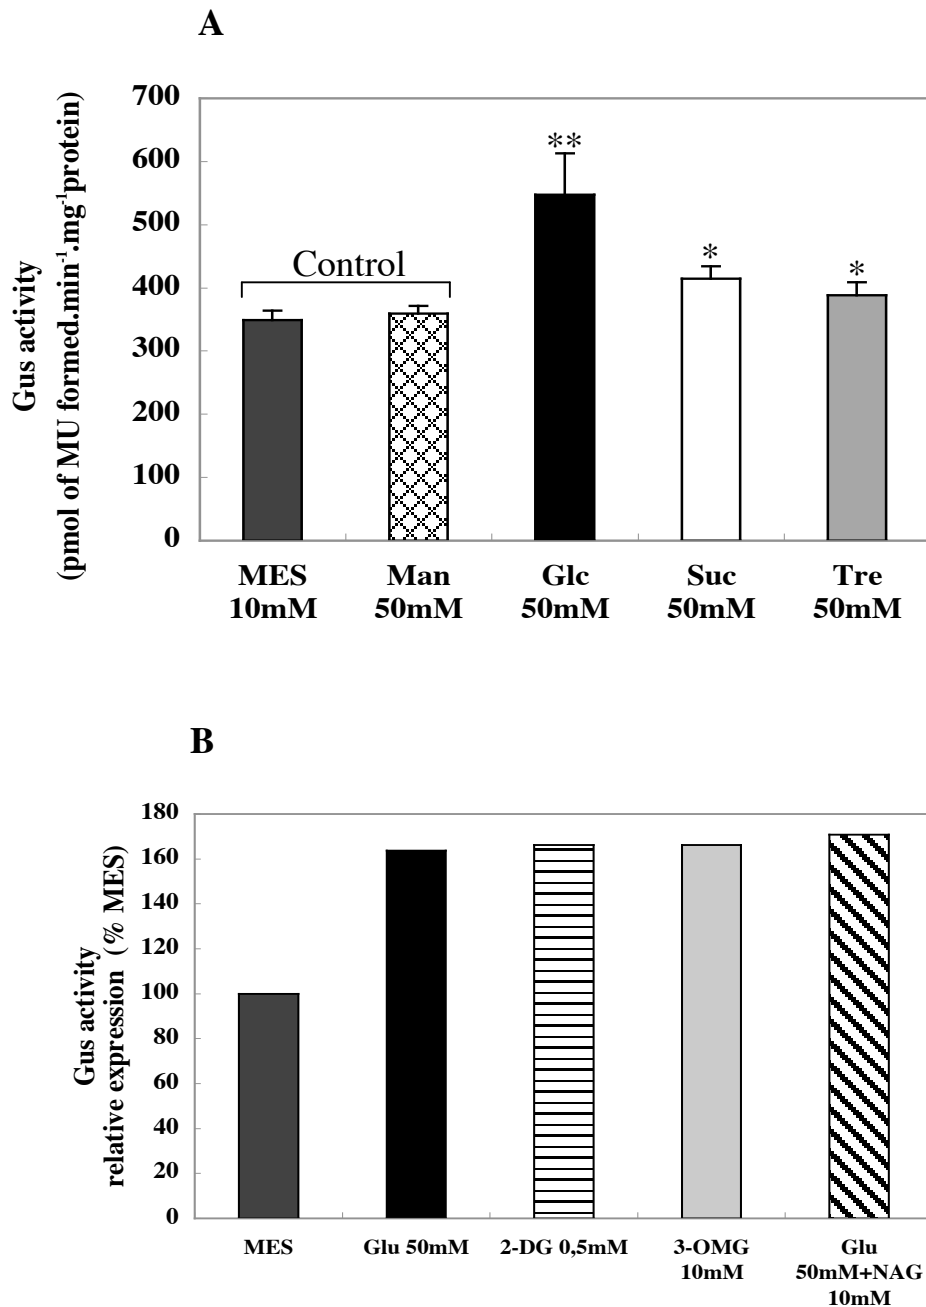 A
Gus activity
(pmol of MU formed.min⁻¹.mg⁻¹protein)
700
600
500
400
300
200
100
0
Control
**
*
*
MES
10mM
Man
50mM
Glc
50mM
Suc
50mM
Tre
50mM
B
Gus activity
relative expression (% MES)
180
160
140
120
100
80
60
40
20
0
MES
Glu 50mM
2-DG 0,5mM
3-OMG
10mM
Glu
50mM+NAG
10mM